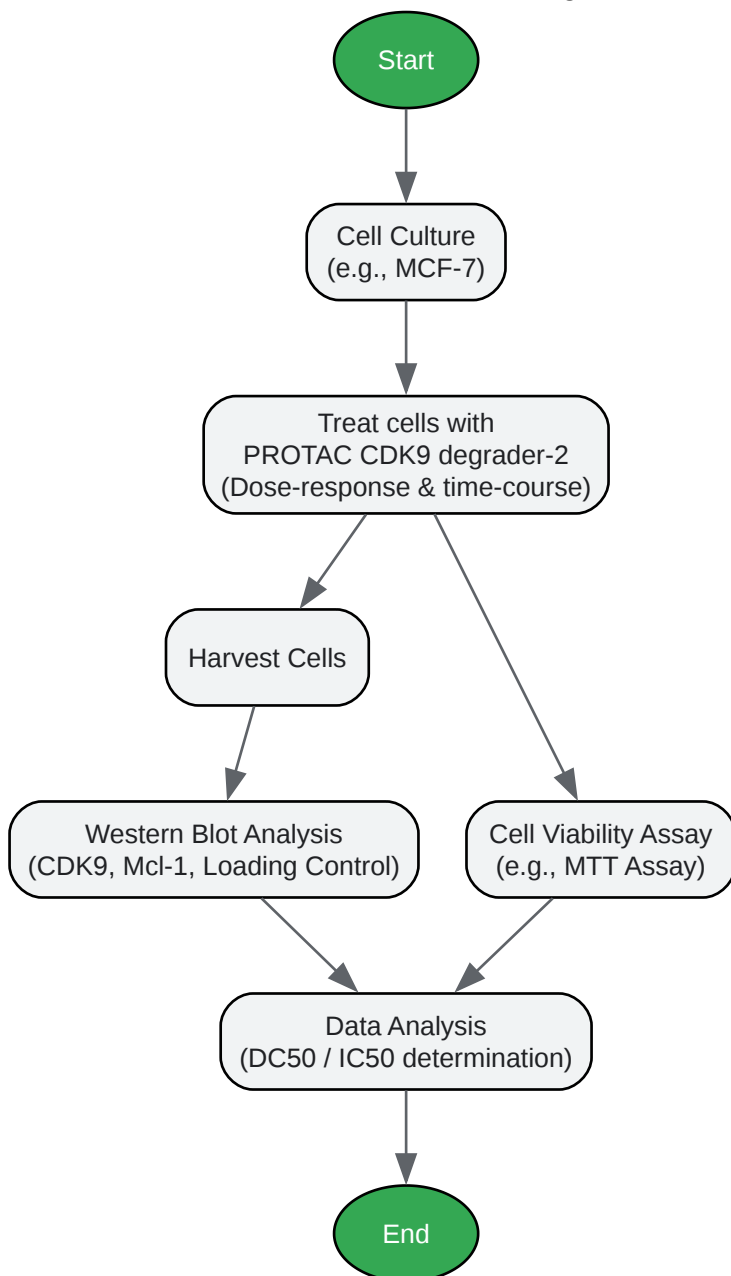 Start
Cell Culture
(e.g., MCF-7)
Treat cells with
PROTAC CDK9 degrader-2
(Dose-response & time-course)
Harvest Cells
Western Blot Analysis
(CDK9, Mcl-1, Loading Control)
Cell Viability Assay
(e.g., MTT Assay)
Data Analysis
(DC50 / IC50 determination)
End